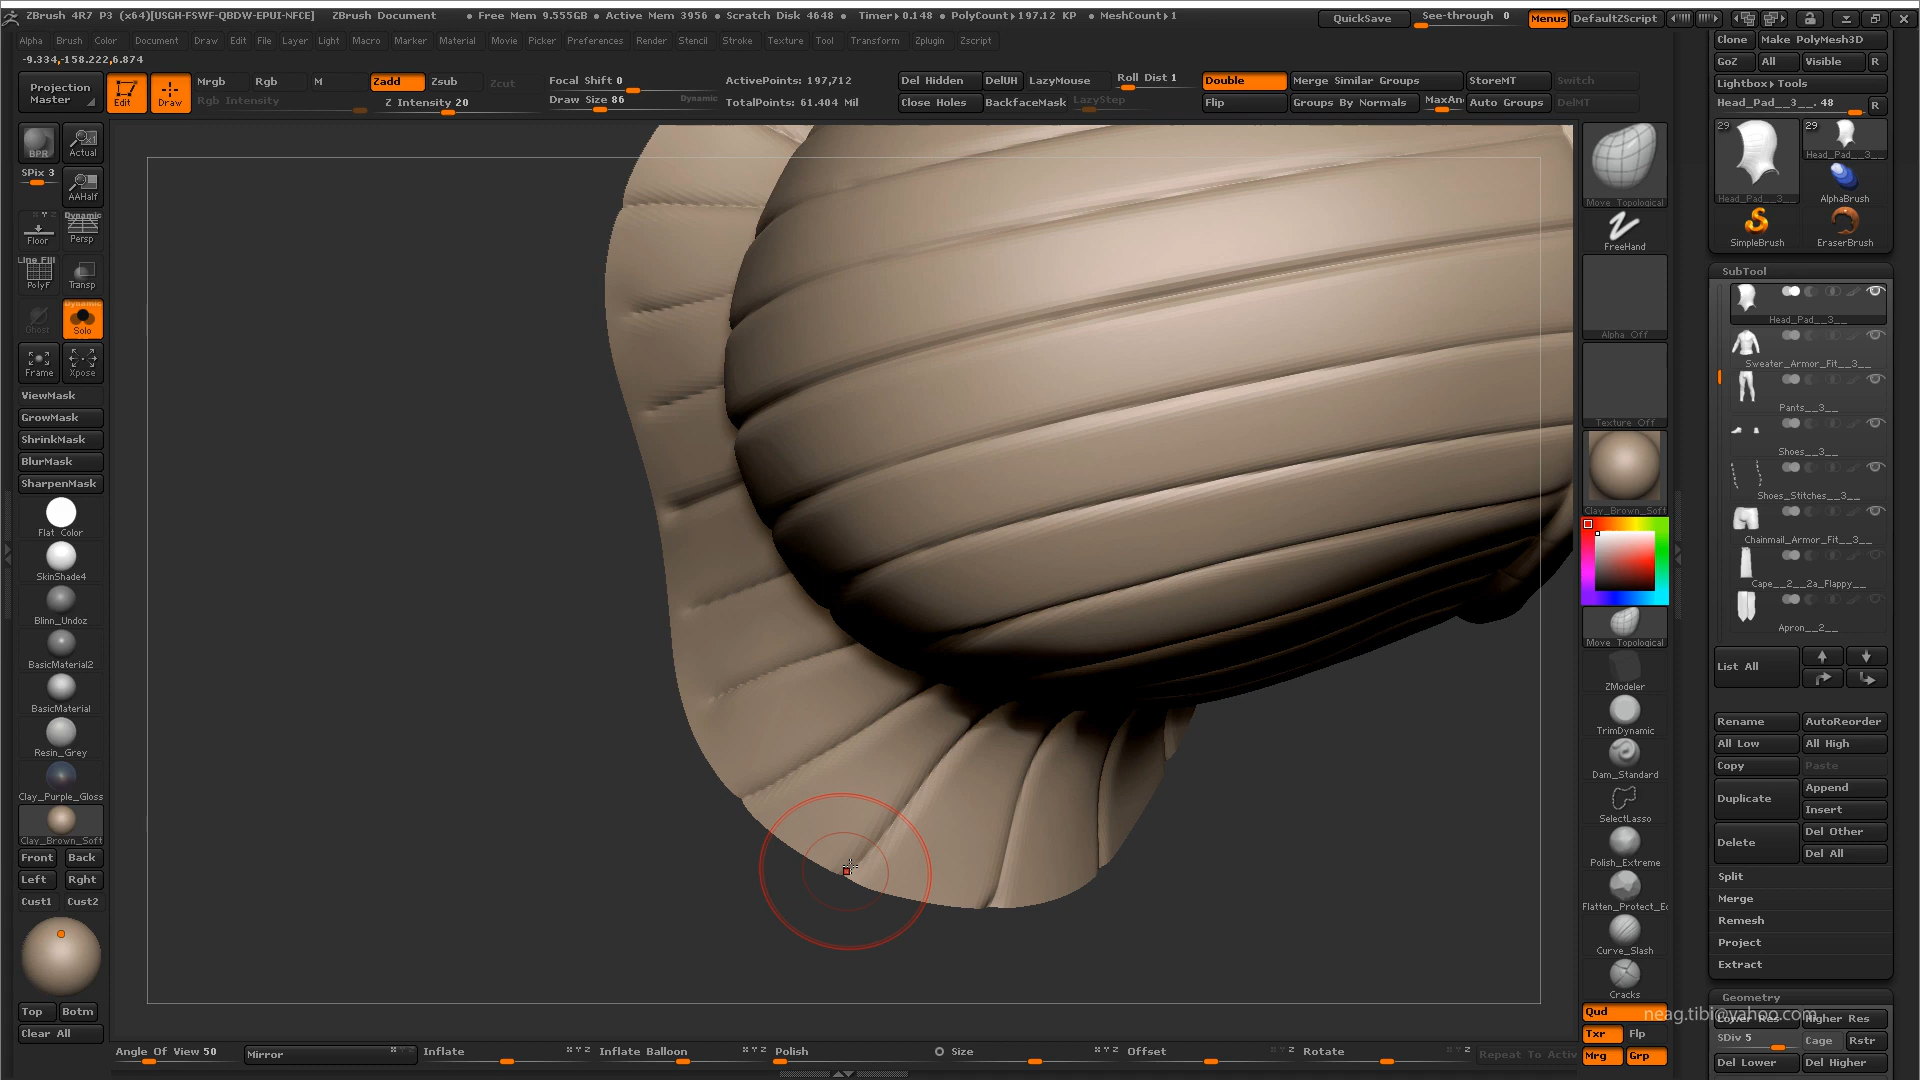 ZBrush 4R7 P3 (x64)[USGH-FSWF-QBDW-EPUI-NFCE] ZBrush Document • Free Mem 9.555GB • Active Mem 3956 • Scratch Disk 4648 • Timer▸0.148 • PolyCount▸197.12 KP • MeshCount▸1 QuickSave See-through 0 Menus DefaultZScript
Alpha Brush Color Document Draw Edit File Layer Light Macro Marker Material Movie Picker Preferences Render Stencil Stroke Texture Tool Transform Zplugin Zscript
-9.334,-158.222,6.874
Projection Master
Edit
Draw
Mrgb Rgb M Zadd Zsub Zcut
Rgb Intensity Z Intensity 20
Focal Shift 0
Draw Size 86 Dynamic
ActivePoints: 197,712
TotalPoints: 61.404 Mil
Del Hidden DelUH LazyMouse Roll Dist 1 Double Merge Similar Groups StoreMT Switch
Close Holes BackfaceMask LazyStep Flip Groups By Normals Auto Groups DelMT
BPR Actual
SPix 3 AAHalf
Dynamic
Floor Persp
Line Fill
PolyF Transp
Dynamic
Ghost Solo
Frame Xpose
ViewMask
GrowMask
ShrinkMask
BlurMask
SharpenMask
Flat Color
SkinShade4
Blinn_Undoz
BasicMaterial2
BasicMaterial
Resin_Grey
Clay_Purple_Gloss
Clay_Brown_Soft
Front Back
Left Rght
Cust1 Cust2
Top Botm
Clear All
Angle Of View 50 Mirror Inflate Inflate Balloon Polish Size Offset Rotate Repeat To Activ
Move Topological
FreeHand
Alpha Off
Texture Off
Clay_Brown_Soft
Move Topological
ZModeler
TrimDynamic
Dam_Standard
SelectLasso
Polish_Extreme
Flatten_Protect_Ed
Curve_Slash
Cracks
Qud
Txr Flp
Mrg Grp
Clone Make PolyMesh3D
GoZ All Visible R
Lightbox▸Tools
Head_Pad__3__. 48 R
29 29
Head_Pad__3__
Head_Pad__3__
AlphaBrush
SimpleBrush EraserBrush
SubTool
Head_Pad__3__
Sweater_Armor_Fit__3__
Pants__3__
Shoes__3__
Shoes_Stitches__3__
Chainmail_Armor_Fit__3__
Cape__2__2a_Flappy__
Apron__2__
List All
Rename AutoReorder
All Low All High
Copy Paste
Duplicate Append
Insert
Delete Del Other
Del All
Split
Merge
Remesh
Project
Extract
Geometry
Lower Res Higher Res
neag.tibi@yahoo.com
SDiv 5 Cage Rstr
Del Lower Del Higher